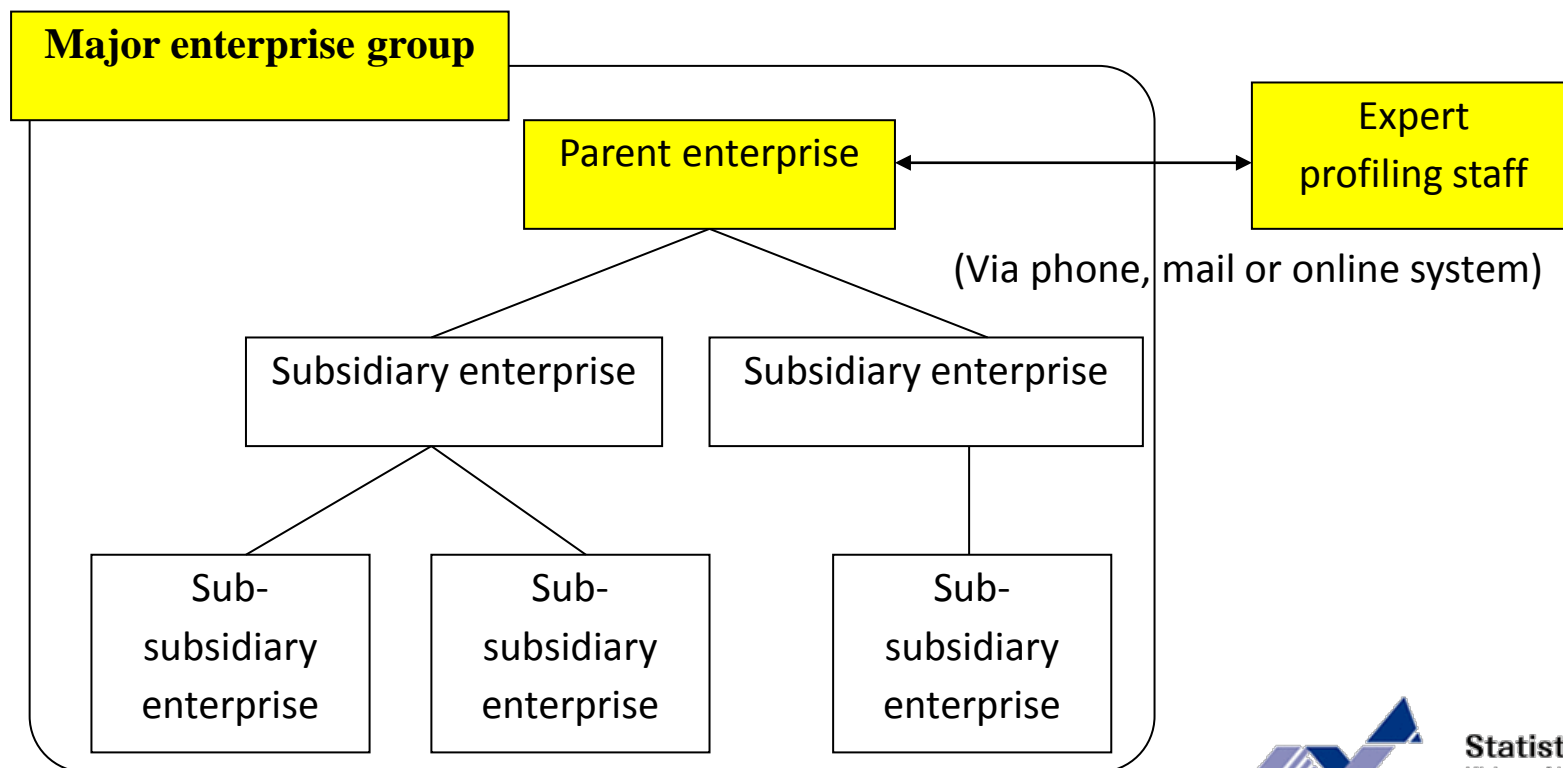 Major enterprise group
Parent enterprise
Expert
profiling staff
(Via phone, mail or online system)
Subsidiary enterprise
Subsidiary enterprise
Sub-
subsidiary
enterprise
Sub-
subsidiary
enterprise
Sub-
subsidiary
enterprise
Statist